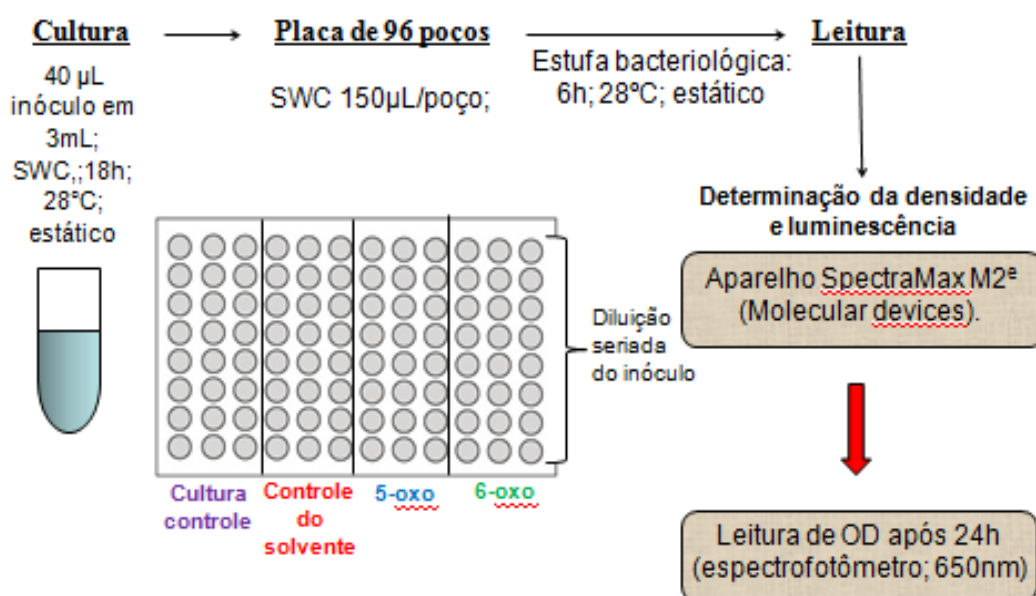 Cultura
Placa de 96 poços
Leitura
40 µL
inóculo em
3mL;
SWC,;18h;
28°C;
estático
SWC 150µL/poço;
Estufa bacteriológica:
6h; 28ºC; estático
Determinação da densidade
e luminescência
Aparelho SpectraMax M2ª
(Molecular devices).
Diluição
seriada
do inóculo
Cultura
controle
Controle
do
solvente
5-oxo
6-oxo
Leitura de OD após 24h
(espectrofotômetro; 650nm)